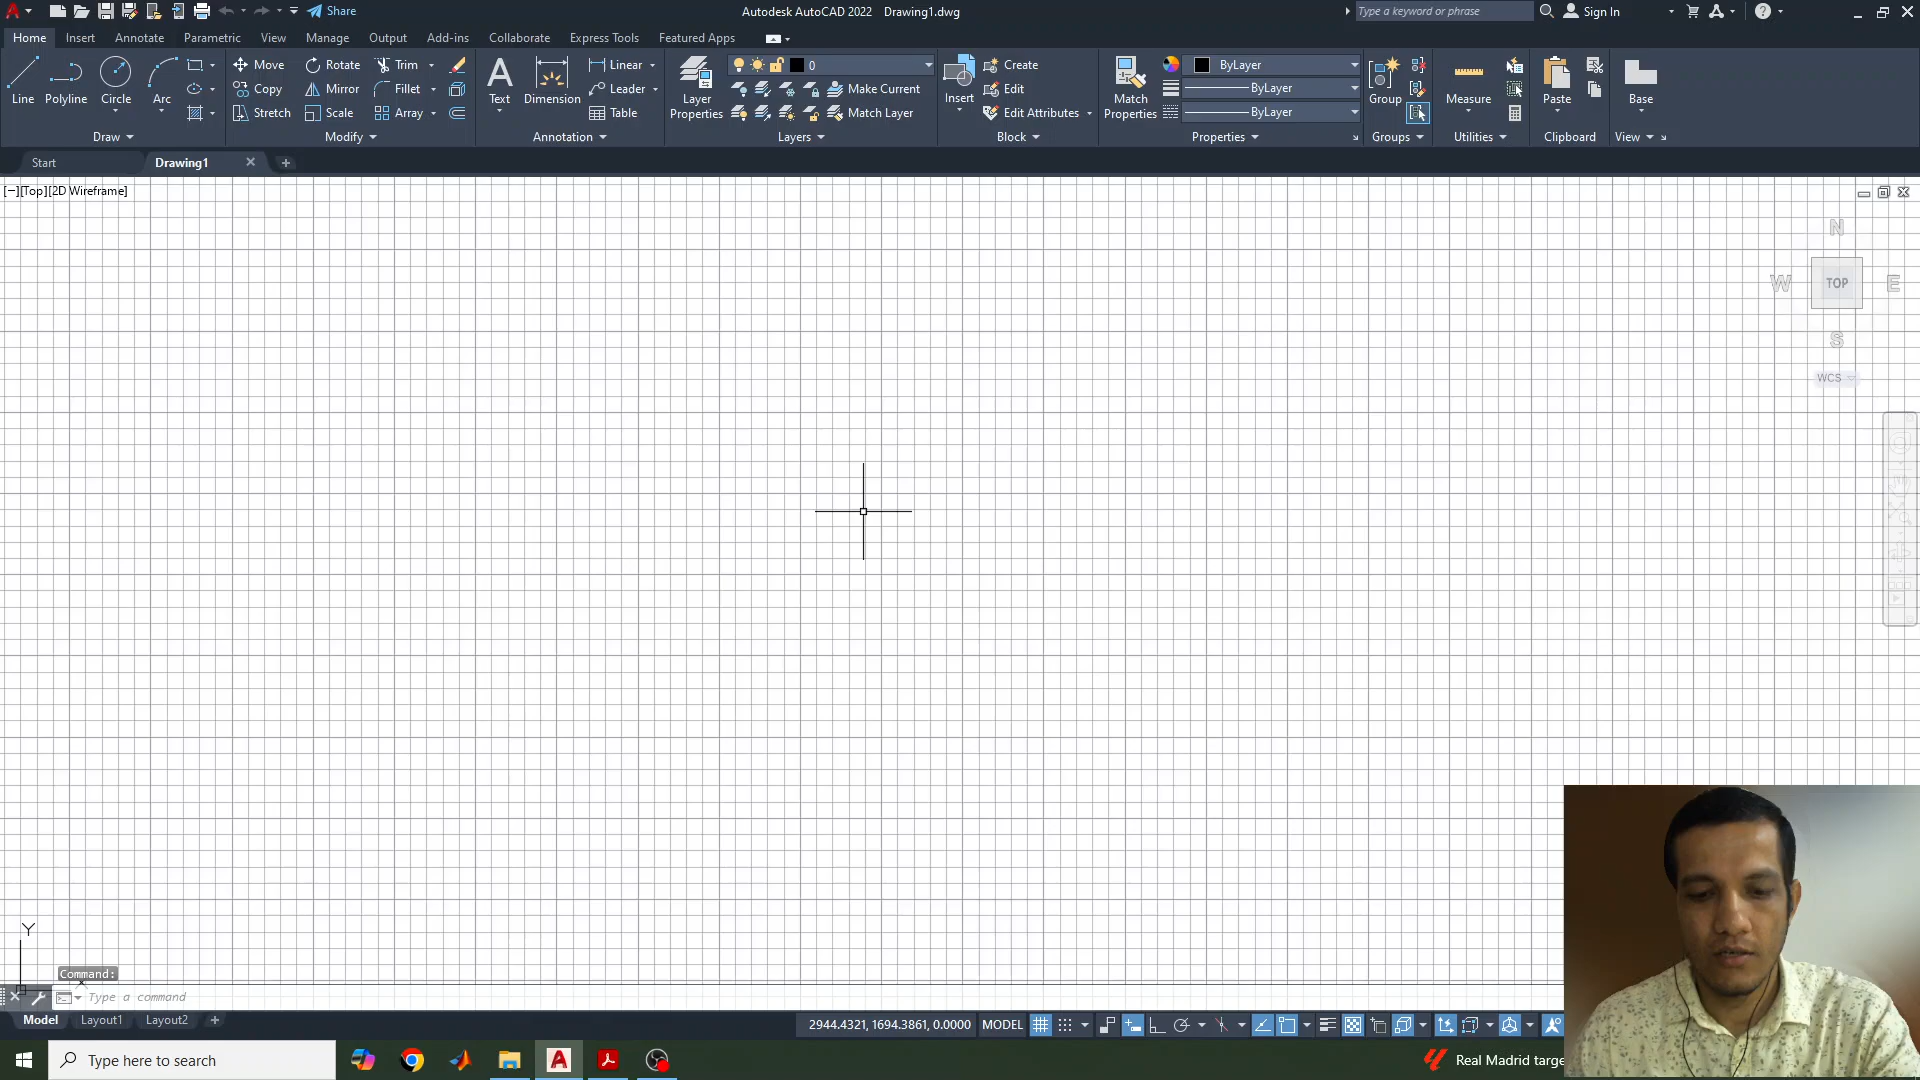 Share
Autodesk AutoCAD 2022 Drawing1.dwg
Type a keyword or phrase
Sign In
Home Insert Annotate Parametric View Manage Output Add-ins Collaborate Express Tools Featured Apps
Line Polyline Circle Arc
Draw
Move Rotate Trim
Copy Mirror Fillet
Stretch Scale Array
Modify
Text Dimension
Linear
Leader
Table
Annotation
Layer Properties
0
Make Current
Match Layer
Layers
Insert
Create
Edit
Edit Attributes
Block
Match Properties
ByLayer
ByLayer
ByLayer
Properties
Group
Groups
Measure
Utilities
Paste
Clipboard
Base
View
Start Drawing1
[−][Top][2D Wireframe]
N
W TOP E
S
WCS
Y
Command:
Type a command
Model Layout1 Layout2
2944.4321, 1694.3861, 0.0000 MODEL
Type here to search
Real Madrid targe